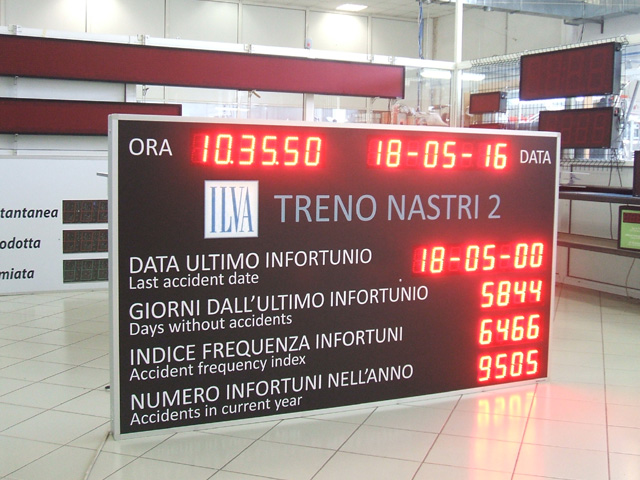 ORA 10.35.50 18-05-16 DATA
ILVA TRENO NASTRI 2
DATA ULTIMO INFORTUNIO 18-05-00
Last accident date
GIORNI DALL'ULTIMO INFORTUNIO 5844
Days without accidents
INDICE FREQUENZA INFORTUNI 6466
Accident frequency index
NUMERO INFORTUNI NELL'ANNO 9505
Accidents in current year
tantanea
odotta
miata